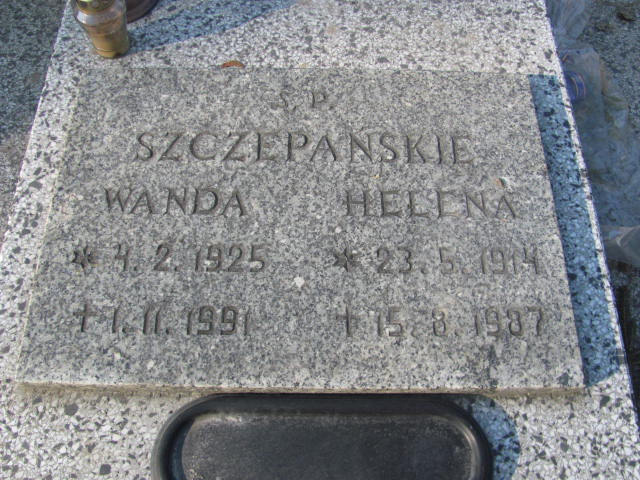 Ś P
SZCZEPAŃSKIE
WANDA HELENA
* 4. 2. 1925 * 23. 5. 1914
† 1. 11. 1991 † 15. 8. 1987